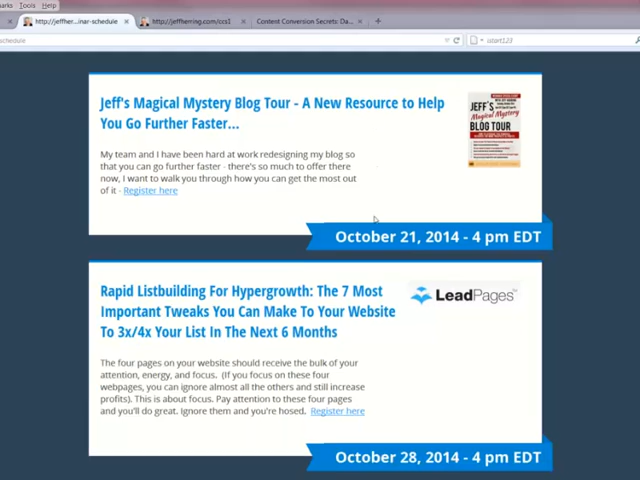 arks Tools Help
http://jeffher...inar-schedule
http://jeffherring.com/ccs1
Content Conversion Secrets: Da...
schedule
istart123
Jeff's Magical Mystery Blog Tour - A New Resource to Help
You Go Further Faster...
JEFF'S
Magical Mystery
BLOG TOUR
My team and I have been hard at work redesigning my blog so
that you can go further faster - there's so much to offer there
now, I want to walk you through how you can get the most out
of it - Register here
October 21, 2014 - 4 pm EDT
Rapid Listbuilding For Hypergrowth: The 7 Most
Important Tweaks You Can Make To Your Website
To 3x/4x Your List In The Next 6 Months
LeadPages
The four pages on your website should receive the bulk of your
attention, energy, and focus. (If you focus on these four
webpages, you can ignore almost all the others and still increase
profits). This is about focus. Pay attention to these four pages
and you'll do great. Ignore them and you're hosed. Register here
October 28, 2014 - 4 pm EDT